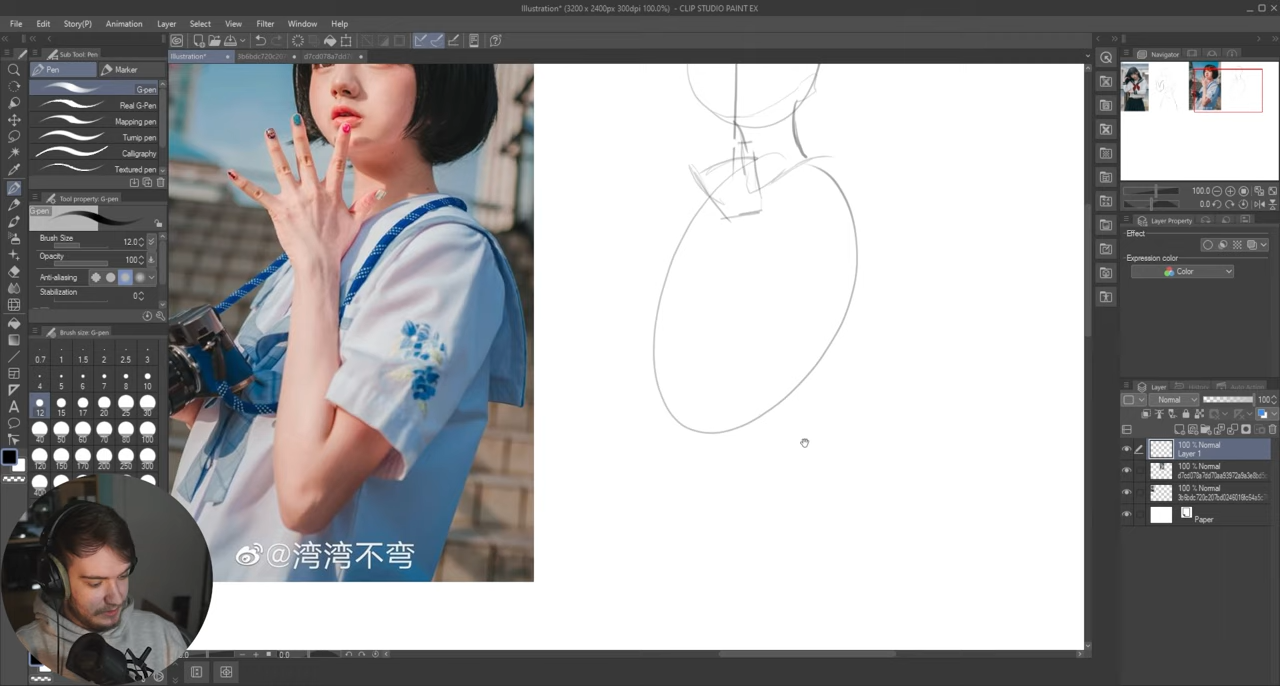 Illustration* (3200 x 2400px 300dpi 100.0%) - CLIP STUDIO PAINT EX
File Edit Story(P) Animation Layer Select View Filter Window Help
Sub Tool: Pen
Pen Marker
G-pen
Real G-Pen
Mapping pen
Turnip pen
Calligraphy
Textured pen
Tool property: G-pen
G-pen
Brush Size 12.0
Opacity 100
Anti-aliasing
Stabilization 0
Brush size: G-pen
0.7 1 1.5 2 2.5 3
4 5 6 7 8 10
12 15 17 20 25 30
40 50 60 70 80 100
120 150 170 200 250 300
Illustration*
@湾湾不弯
Navigator
100.0
0.0
Layer Property
Effect
Expression color
Color
Layer History Auto Action
Normal 100
100 % Normal
Layer 1
100 % Normal
100 % Normal
Paper